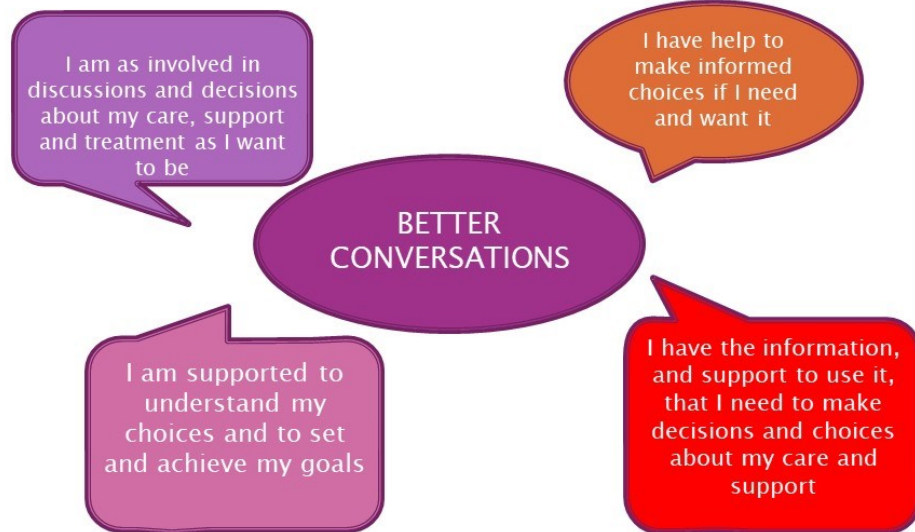 I am as involved in
discussions and decisions
about my care, support
and treatment as I want
to be
I have help to
make informed
choices if I need
and want it
BETTER
CONVERSATIONS
I am supported to
understand my
choices and to set
and achieve my goals
I have the information,
and support to use it,
that I need to make
decisions and choices
about my care and
support